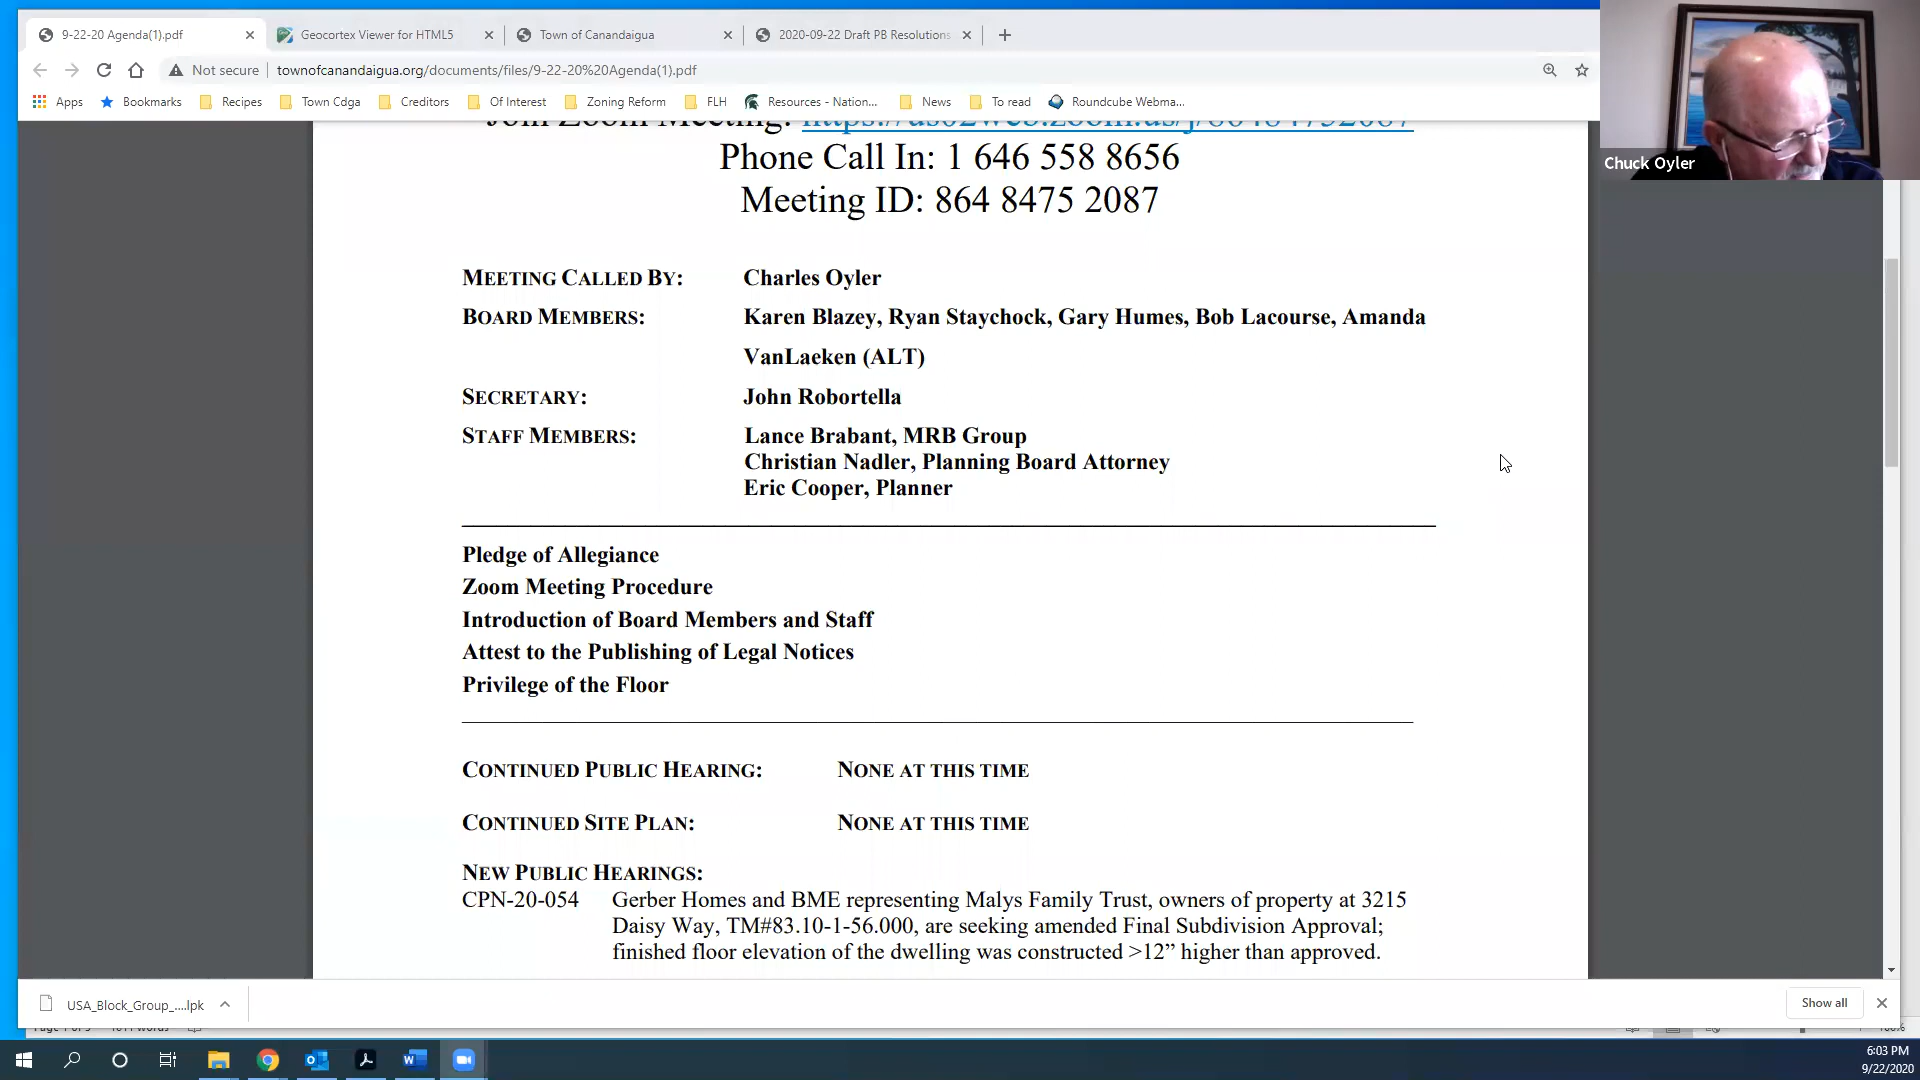 9-22-20 Agenda(1).pdf
Geocortex Viewer for HTML5
Town of Canandaigua
2020-09-22 Draft PB Resolutions
Not secure
townofcanandaigua.org/documents/files/9-22-20%20Agenda(1).pdf
Apps
Bookmarks
Recipes
Town Cdga
Creditors
Of Interest
Zoning Reform
FLH
Resources - Nation...
News
To read
Roundcube Webma...
Chuck Oyler
Join Zoom Meeting: https://us02web.zoom.us/j/86484752087
Phone Call In: 1 646 558 8656
Meeting ID: 864 8475 2087
MEETING CALLED BY: Charles Oyler
BOARD MEMBERS: Karen Blazey, Ryan Staychock, Gary Humes, Bob Lacourse, Amanda
VanLaeken (ALT)
SECRETARY: John Robortella
STAFF MEMBERS: Lance Brabant, MRB Group
Christian Nadler, Planning Board Attorney
Eric Cooper, Planner
Pledge of Allegiance
Zoom Meeting Procedure
Introduction of Board Members and Staff
Attest to the Publishing of Legal Notices
Privilege of the Floor
CONTINUED PUBLIC HEARING: NONE AT THIS TIME
CONTINUED SITE PLAN: NONE AT THIS TIME
NEW PUBLIC HEARINGS:
CPN-20-054 Gerber Homes and BME representing Malys Family Trust, owners of property at 3215
Daisy Way, TM#83.10-1-56.000, are seeking amended Final Subdivision Approval;
finished floor elevation of the dwelling was constructed >12” higher than approved.
USA_Block_Group_....lpk
Show all
6:03 PM
9/22/2020